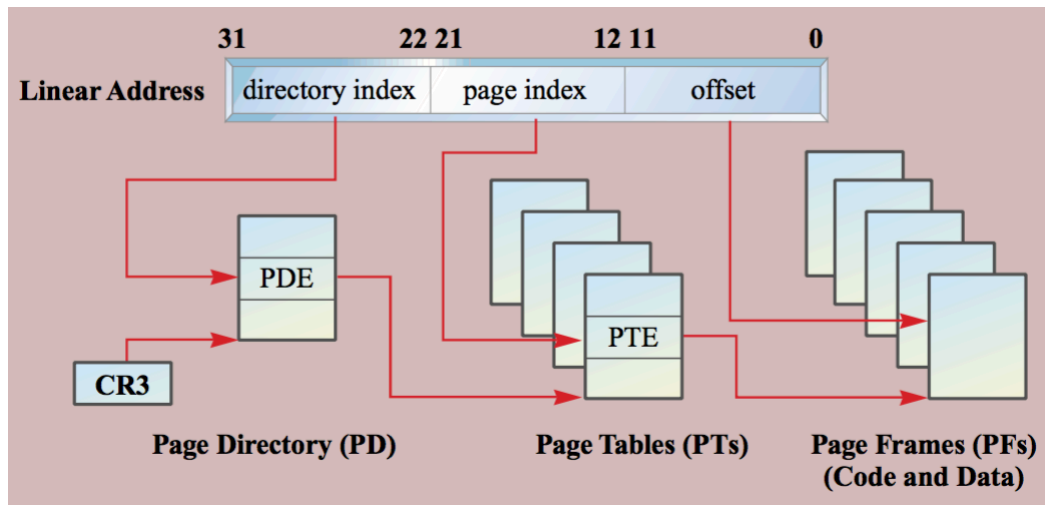 31 22 21 12 11 0
Linear Address directory index page index offset
PDE
PTE
CR3
Page Directory (PD) Page Tables (PTs) Page Frames (PFs)
(Code and Data)